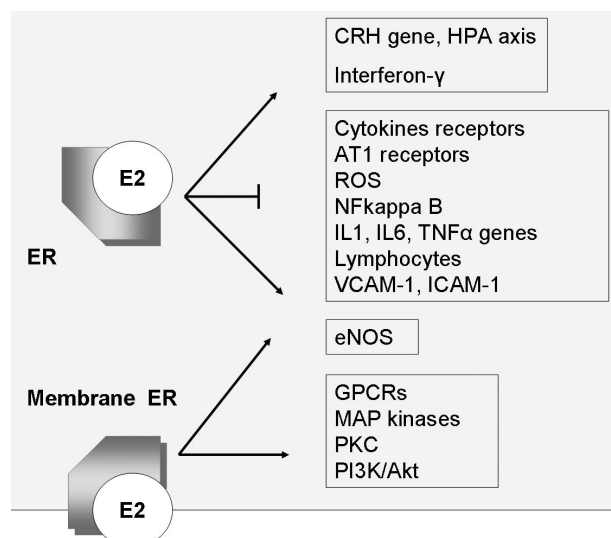 CRH gene, HPA axis
Interferon-γ
E2
ER
Cytokines receptors
AT1 receptors
ROS
NFkappa B
IL1, IL6, TNFα genes
Lymphocytes
VCAM-1, ICAM-1
eNOS
Membrane ER
E2
GPCRs
MAP kinases
PKC
PI3K/Akt